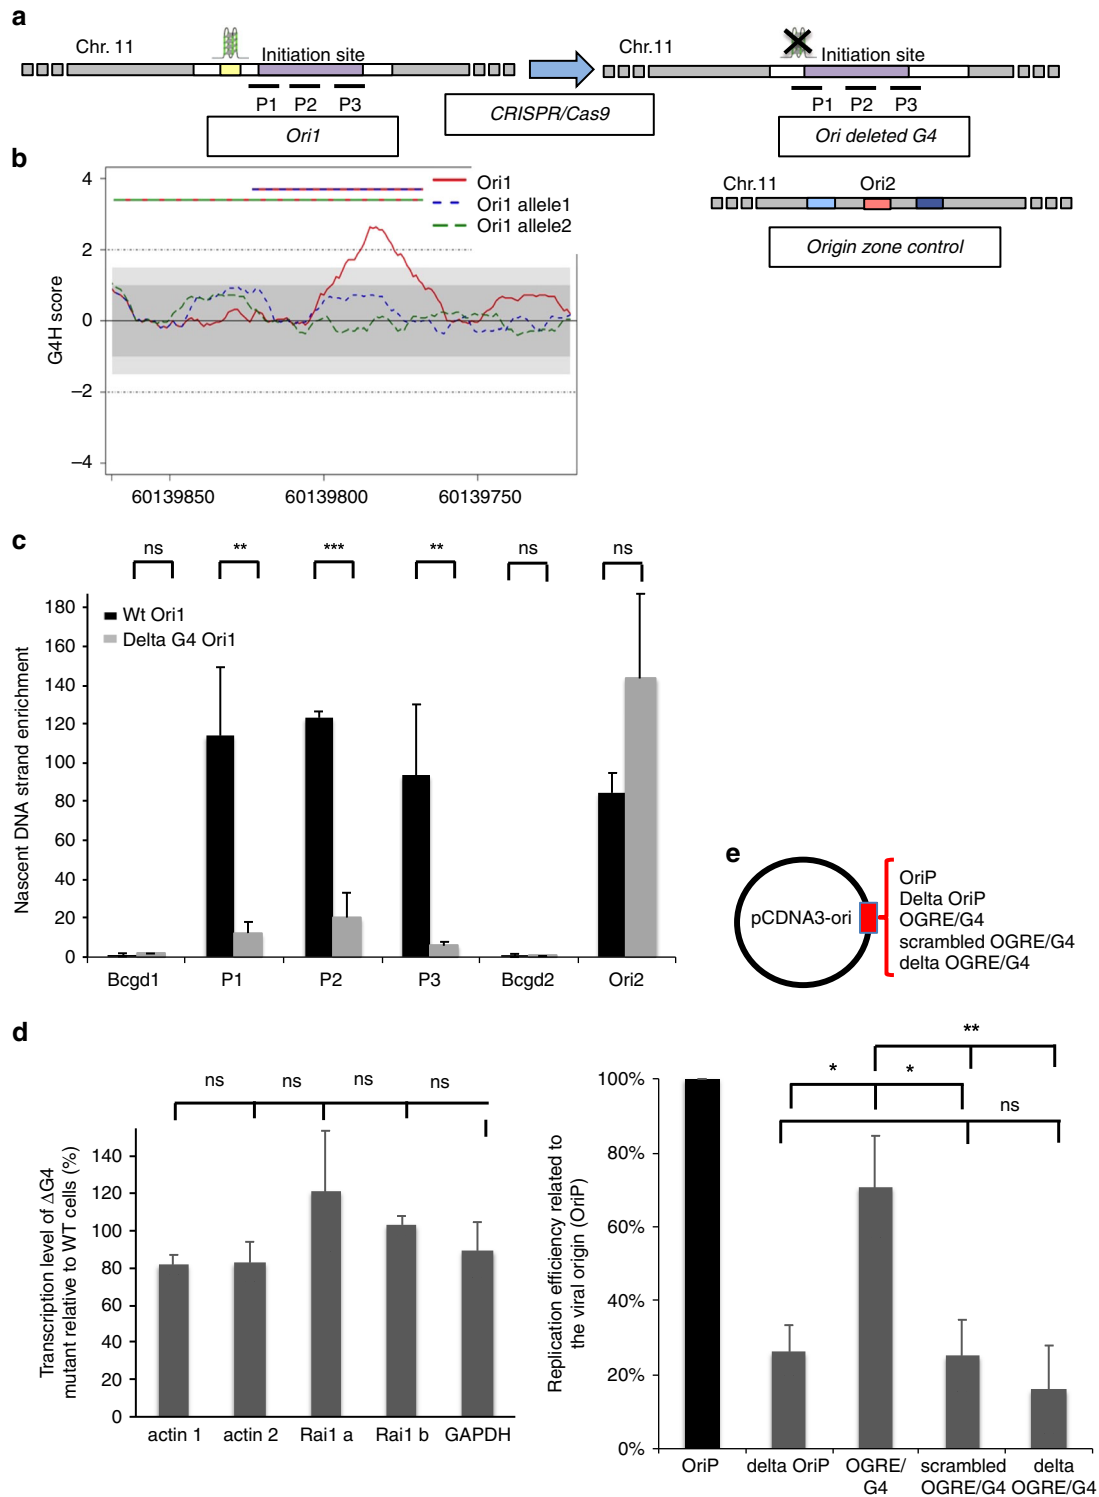 a
Chr. 11
Initiation site
P1 P2 P3
Ori1
CRISPR/Cas9
Chr.11
Initiation site
P1 P2 P3
Ori deleted G4
Chr.11
Ori2
Origin zone control
b
G4H score
4
2
0
−2
−4
Ori1
Ori1 allele1
Ori1 allele2
60139850 60139800 60139750
c
ns ** *** ** ns ns
Nascent DNA strand enrichment
180
160
140
120
100
80
60
40
20
0
Wt Ori1
Delta G4 Ori1
Bcgd1 P1 P2 P3 Bcgd2 Ori2
e
pCDNA3-ori
OriP
Delta OriP
OGRE/G4
scrambled OGRE/G4
delta OGRE/G4
d
ns ns ns ns
Transcription level of ΔG4
mutant relative to WT cells (%)
140
120
100
80
60
40
20
0
actin 1 actin 2 Rai1 a Rai1 b GAPDH
**
* *
ns
Replication efficiency related to
the viral origin (OriP)
100%
80%
60%
40%
20%
0%
OriP delta OriP OGRE/ scrambled delta
G4 OGRE/G4 OGRE/G4